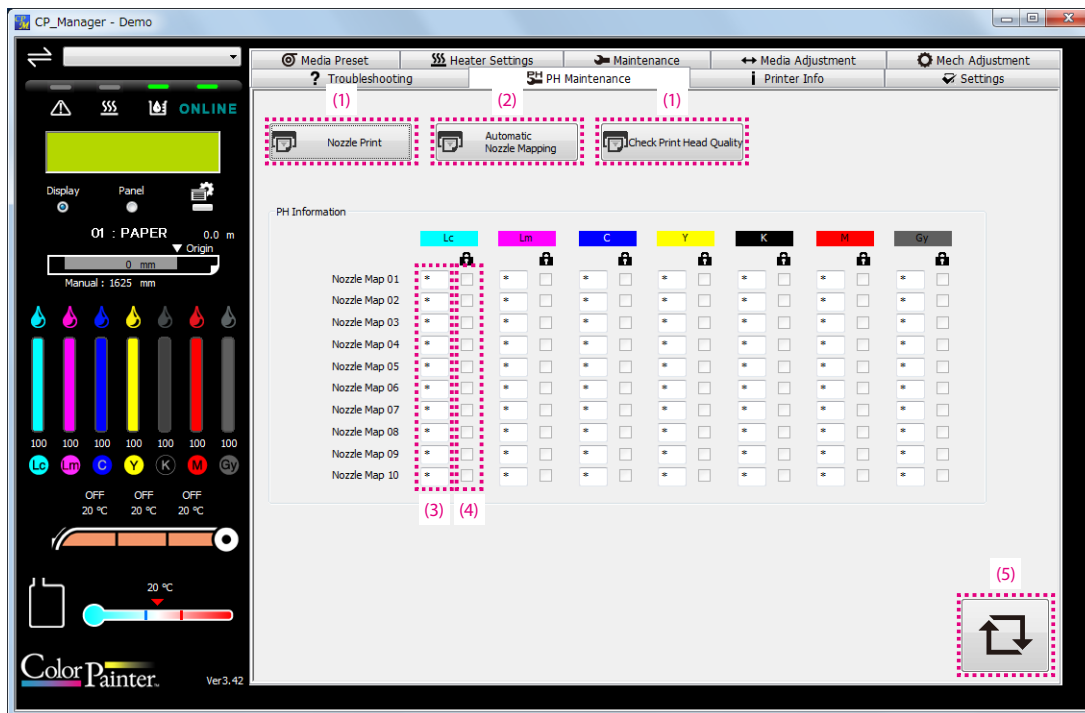 CP_Manager - Demo
Media Preset Heater Settings Maintenance Media Adjustment Mech Adjustment
Troubleshooting PH Maintenance Printer Info Settings
ONLINE
Display Panel
01 : PAPER 0.0 m
Origin
0 mm
Manual : 1625 mm
100 100 100 100 100 100 100
Lc Lm C Y K M Gy
OFF OFF OFF
20 ℃ 20 ℃ 20 ℃
20 ℃
Color Painter. Ver3.42
(1) (2) (1)
Nozzle Print
Automatic
Nozzle Mapping
Check Print Head Quality
PH Information
Lc Lm C Y K M Gy
Nozzle Map 01 * * * * * * *
Nozzle Map 02 * * * * * * *
Nozzle Map 03 * * * * * * *
Nozzle Map 04 * * * * * * *
Nozzle Map 05 * * * * * * *
Nozzle Map 06 * * * * * * *
Nozzle Map 07 * * * * * * *
Nozzle Map 08 * * * * * * *
Nozzle Map 09 * * * * * * *
Nozzle Map 10 * * * * * * *
(3) (4)
(5)